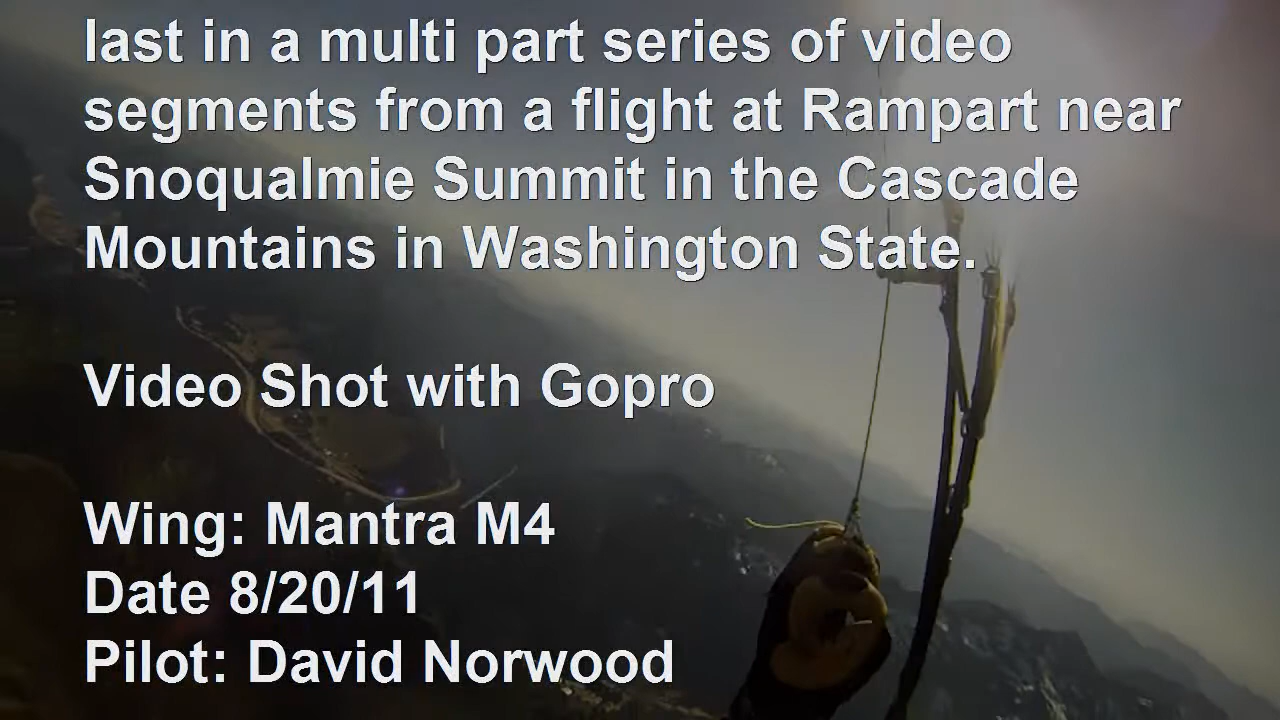 last in a multi part series of video
segments from a flight at Rampart near
Snoqualmie Summit in the Cascade
Mountains in Washington State.
Video Shot with Gopro
Wing: Mantra M4
Date 8/20/11
Pilot: David Norwood